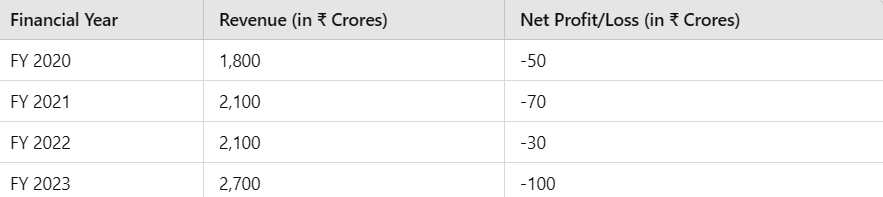 Financial Year Revenue (in ₹ Crores) Net Profit/Loss (in ₹ Crores)
FY 2020 1,800 -50
FY 2021 2,100 -70
FY 2022 2,100 -30
FY 2023 2,700 -100